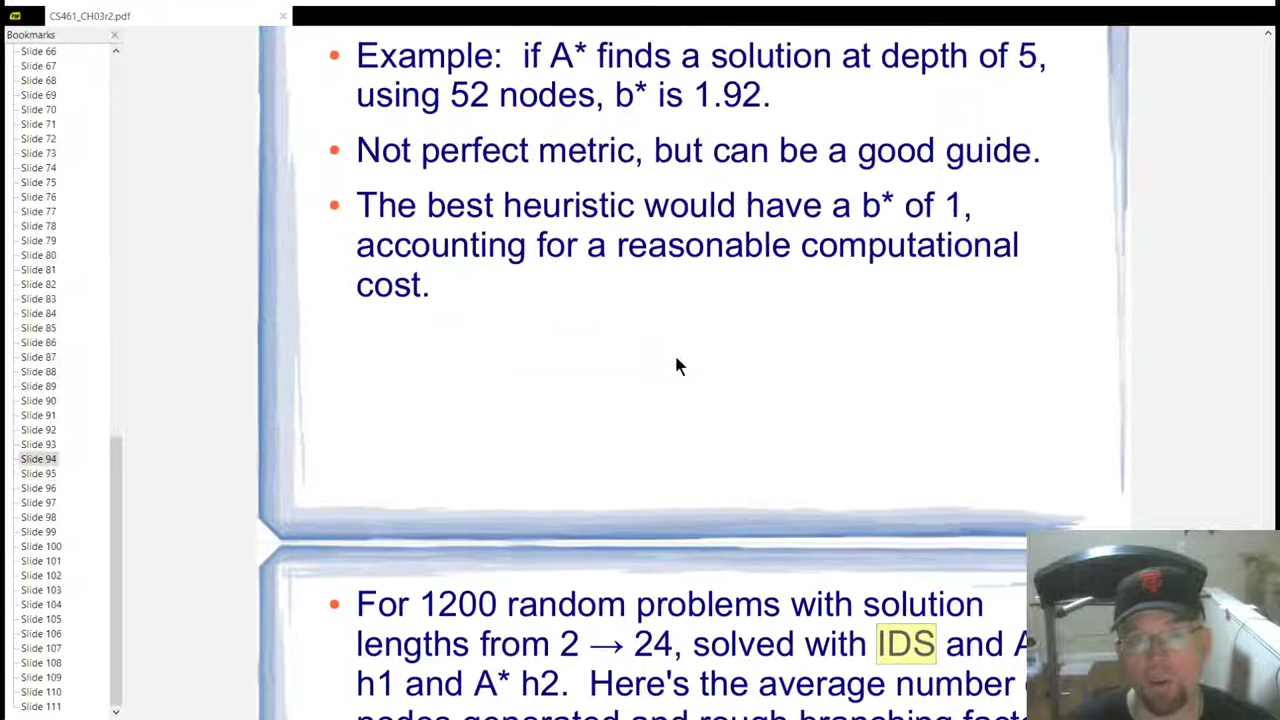 CS461_CH03r2.pdf
Bookmarks
Slide 66
Slide 67
Slide 68
Slide 69
Slide 70
Slide 71
Slide 72
Slide 73
Slide 74
Slide 75
Slide 76
Slide 77
Slide 78
Slide 79
Slide 80
Slide 81
Slide 82
Slide 83
Slide 84
Slide 85
Slide 86
Slide 87
Slide 88
Slide 89
Slide 90
Slide 91
Slide 92
Slide 93
Slide 94
Slide 95
Slide 96
Slide 97
Slide 98
Slide 99
Slide 100
Slide 101
Slide 102
Slide 103
Slide 104
Slide 105
Slide 106
Slide 107
Slide 108
Slide 109
Slide 110
Slide 111
• Example: if A* finds a solution at depth of 5,
using 52 nodes, b* is 1.92.
• Not perfect metric, but can be a good guide.
• The best heuristic would have a b* of 1,
accounting for a reasonable computational
cost.
• For 1200 random problems with solution
lengths from 2 → 24, solved with IDS and A
h1 and A* h2. Here's the average number
nodes generated and rough branching